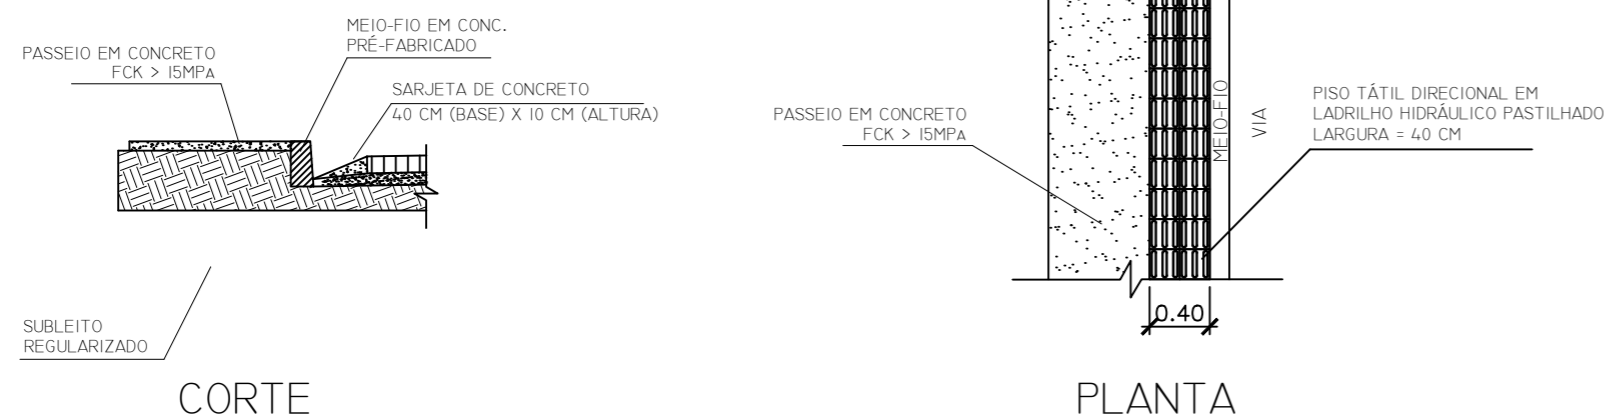 MEIO-FIO EM CONC.
PRÉ-FABRICADO
PASSEIO EM CONCRETO
FCK > 15MPA
SARJETA DE CONCRETO
40 CM (BASE) X 10 CM (ALTURA)
SUBLEITO
REGULARIZADO
CORTE
PASSEIO EM CONCRETO
FCK > 15MPA
MEIO-FIO
VIA
PISO TÁTIL DIRECIONAL EM
LADRILHO HIDRÁULICO PASTILHADO
LARGURA = 40 CM
0.40
PLANTA